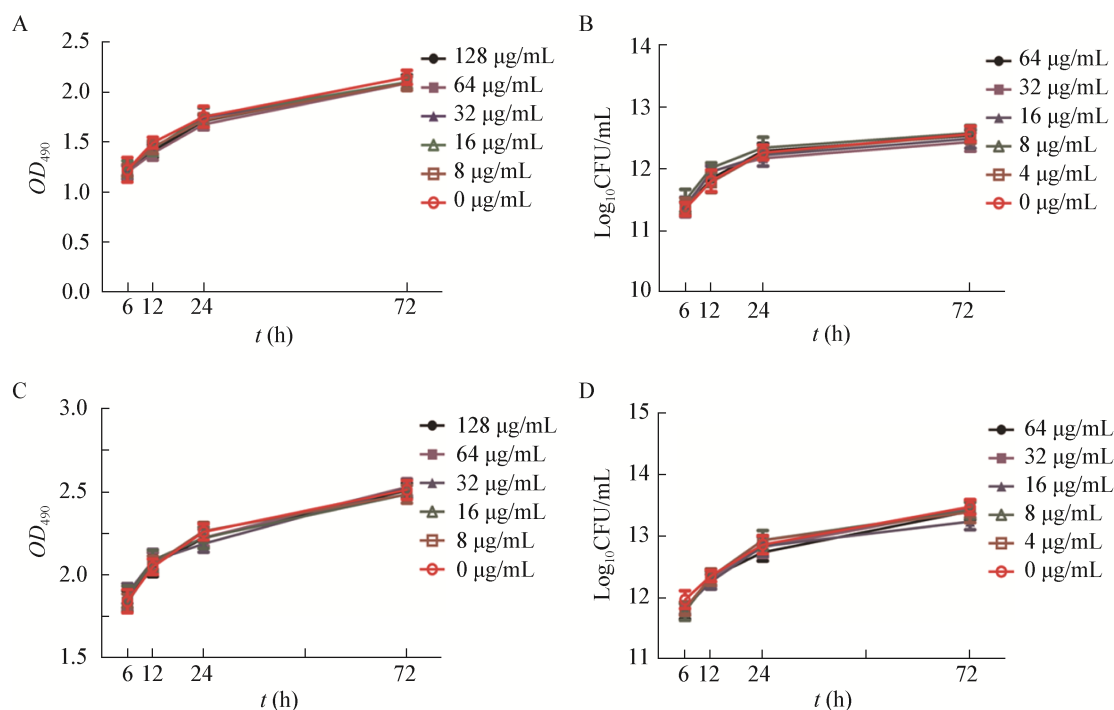 A
2.5
2.0
1.5
1.0
0.5
0.0
OD490
6 12 24 72
t (h)
128 μg/mL
64 μg/mL
32 μg/mL
16 μg/mL
8 μg/mL
0 μg/mL
B
14
13
12
11
10
Log10CFU/mL
6 12 24 72
t (h)
64 μg/mL
32 μg/mL
16 μg/mL
8 μg/mL
4 μg/mL
0 μg/mL
C
3.0
2.5
2.0
1.5
OD490
6 12 24 72
t (h)
128 μg/mL
64 μg/mL
32 μg/mL
16 μg/mL
8 μg/mL
0 μg/mL
D
15
14
13
12
11
Log10CFU/mL
6 12 24 72
t (h)
64 μg/mL
32 μg/mL
16 μg/mL
8 μg/mL
4 μg/mL
0 μg/mL